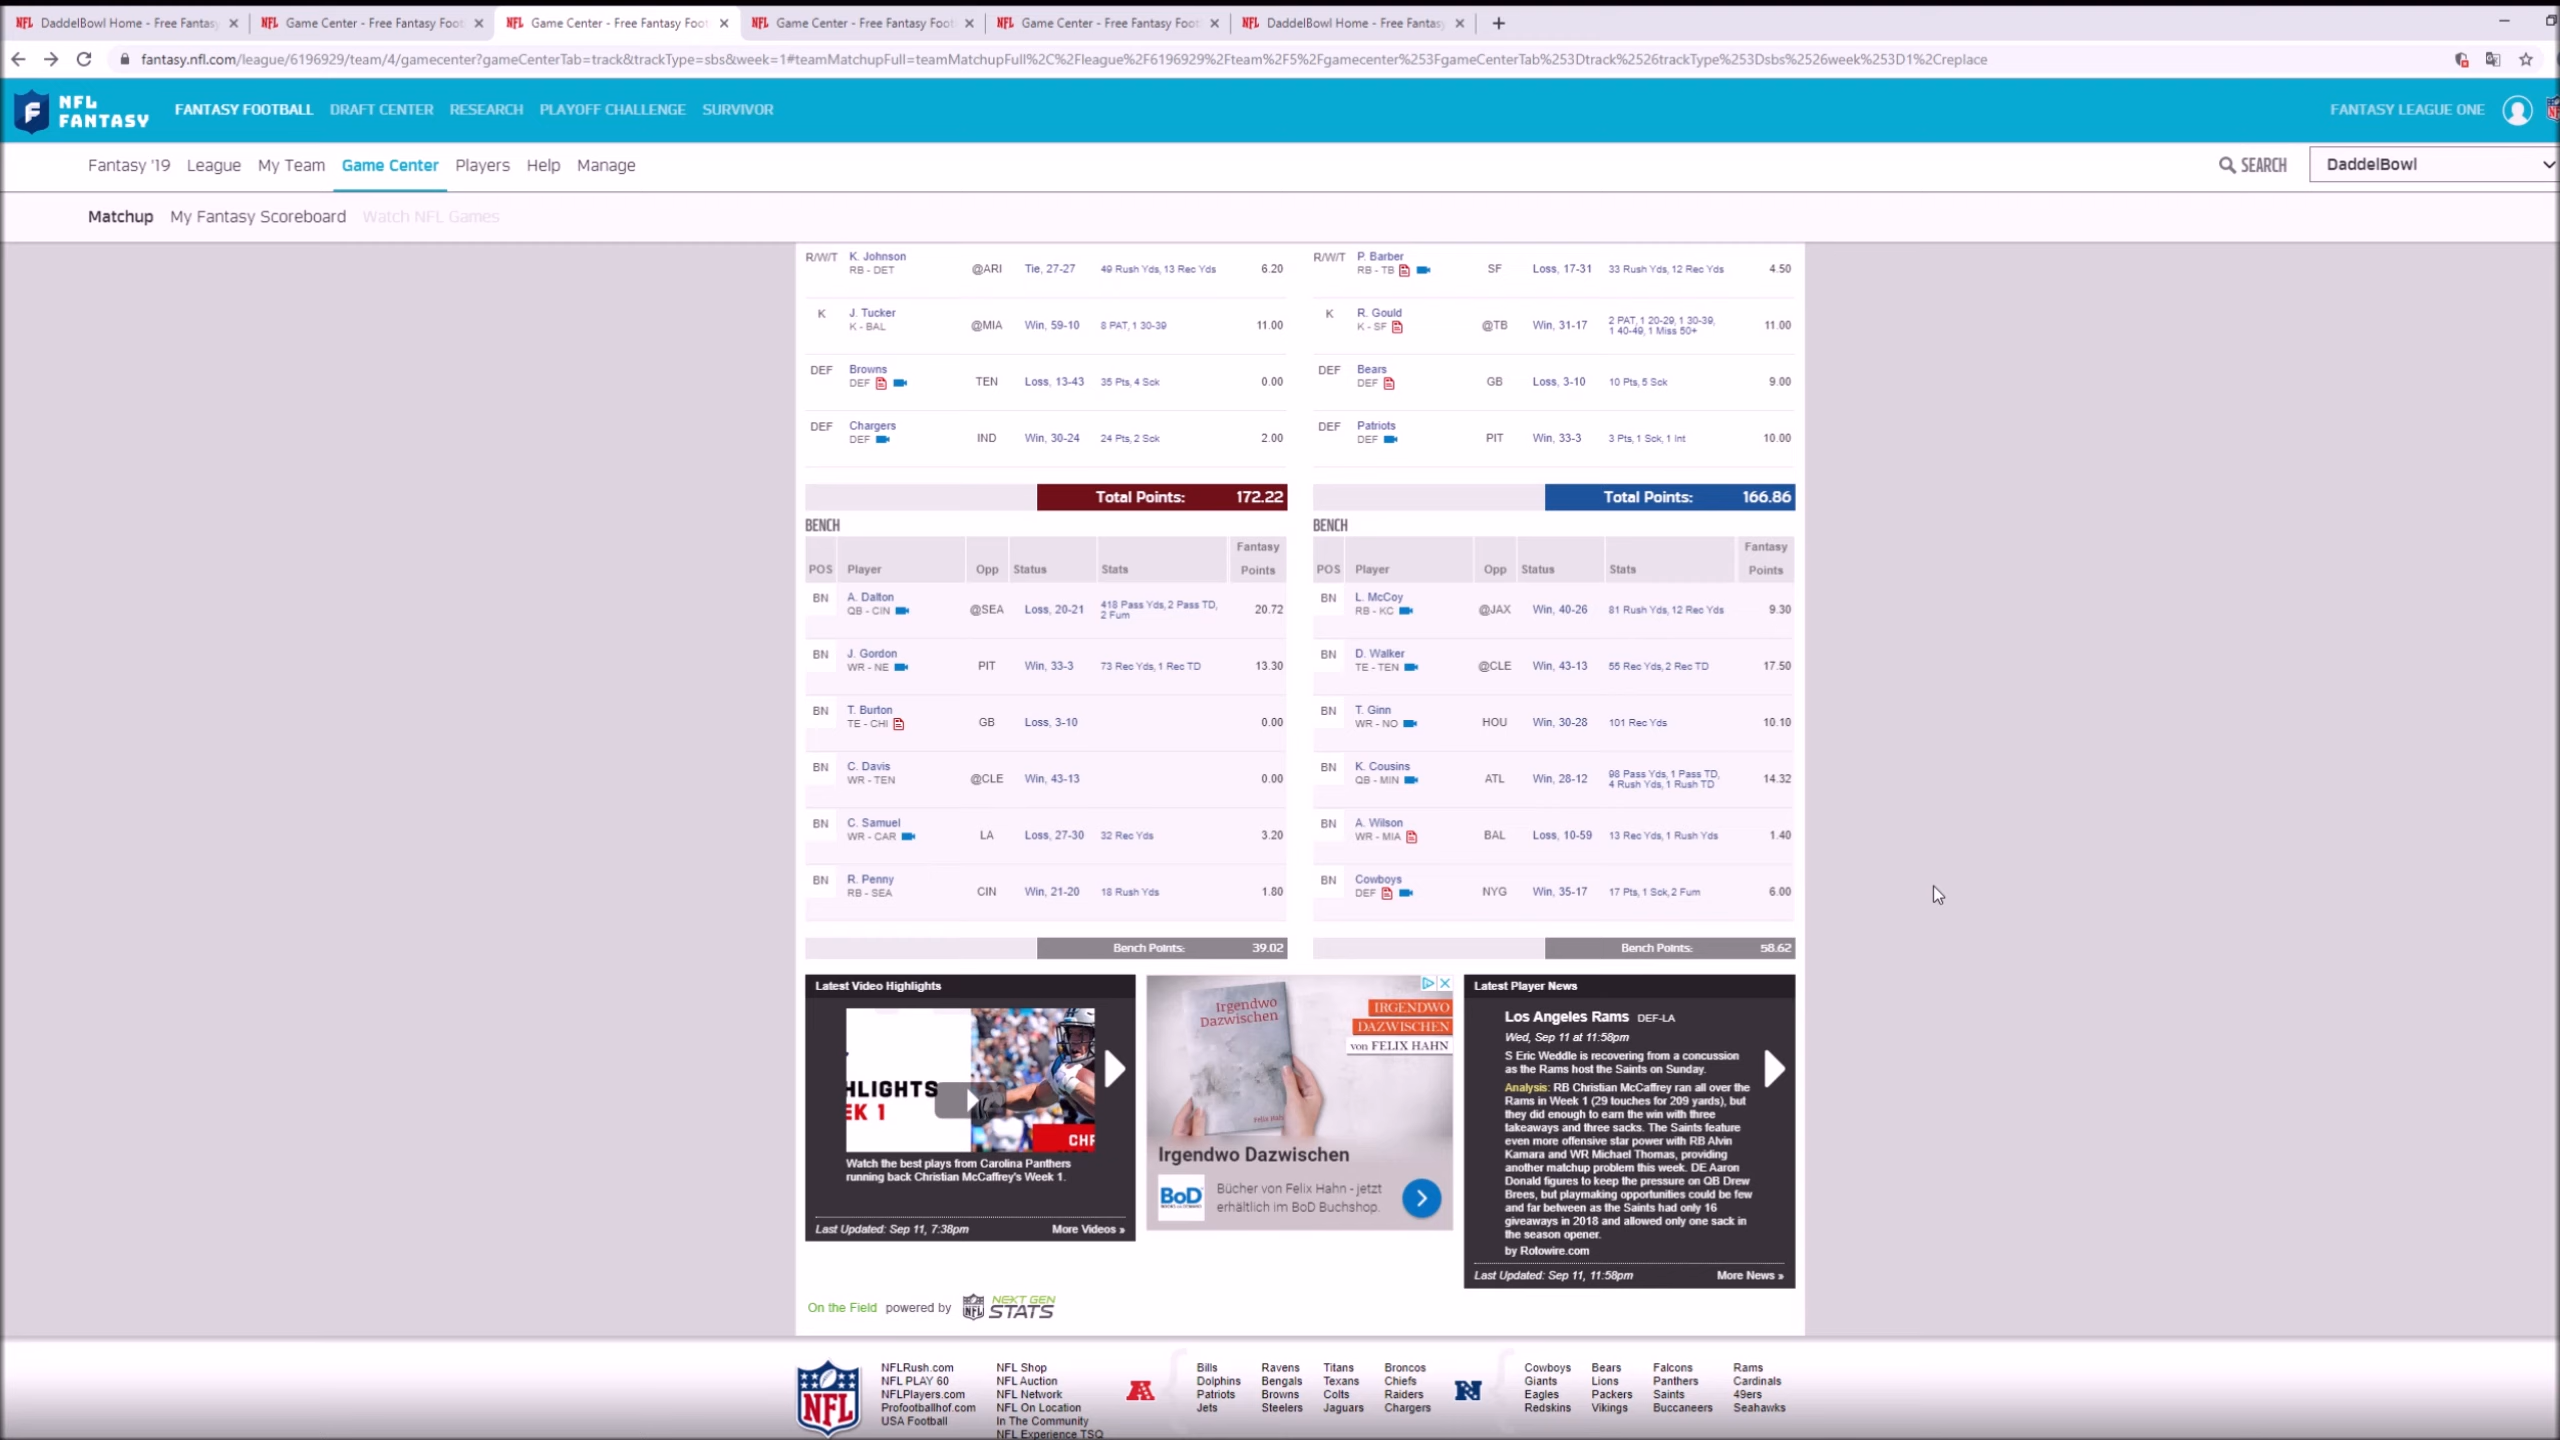 DaddelBowl Home - Free Fantasy
Game Center - Free Fantasy Foot
Game Center - Free Fantasy Foot
Game Center - Free Fantasy Foot
Game Center - Free Fantasy Foot
DaddelBowl Home - Free Fantasy
fantasy.nfl.com/league/6196929/team/4/gamecenter?gameCenterTab=track&trackType=sbs&week=1#teamMatchupFull=teamMatchupFull%2C%2Fleague%2F6196929%2Fteam%2F5%2Fgamecenter%253FgameCenterTab%253Dtrack%2526trackType%253Dsbs%2526week%253D1%2Creplace
NFL FANTASY
FANTASY FOOTBALL DRAFT CENTER RESEARCH PLAYOFF CHALLENGE SURVIVOR
FANTASY LEAGUE ONE
Fantasy '19 League My Team Game Center Players Help Manage
SEARCH DaddelBowl
Matchup My Fantasy Scoreboard Watch NFL Games
R/W/T K. Johnson RB - DET @ARI Tie, 27-27 49 Rush Yds, 13 Rec Yds 6.20
K J. Tucker K - BAL @MIA Win, 59-10 8 PAT, 1 30-39 11.00
DEF Browns DEF TEN Loss, 13-43 35 Pts, 4 Sck 0.00
DEF Chargers DEF IND Win, 30-24 24 Pts, 2 Sck 2.00
Total Points: 172.22
BENCH
POS Player Opp Status Stats Fantasy Points
BN A. Dalton QB - CIN @SEA Loss, 20-21 418 Pass Yds, 2 Pass TD, 2 Fum 20.72
BN J. Gordon WR - NE PIT Win, 33-3 73 Rec Yds, 1 Rec TD 13.30
BN T. Burton TE - CHI GB Loss, 3-10 0.00
BN C. Davis WR - TEN @CLE Win, 43-13 0.00
BN C. Samuel WR - CAR LA Loss, 27-30 32 Rec Yds 3.20
BN R. Penny RB - SEA CIN Win, 21-20 18 Rush Yds 1.80
Bench Points: 39.02
R/W/T P. Barber RB - TB SF Loss, 17-31 33 Rush Yds, 12 Rec Yds 4.50
K R. Gould K - SF @TB Win, 31-17 2 PAT, 1 20-29, 1 30-39, 1 40-49, 1 Miss 50+ 11.00
DEF Bears DEF GB Loss, 3-10 10 Pts, 5 Sck 9.00
DEF Patriots DEF PIT Win, 33-3 3 Pts, 1 Sck, 1 Int 10.00
Total Points: 166.86
BENCH
POS Player Opp Status Stats Fantasy Points
BN L. McCoy RB - KC @JAX Win, 40-26 81 Rush Yds, 12 Rec Yds 9.30
BN D. Walker TE - TEN @CLE Win, 43-13 55 Rec Yds, 2 Rec TD 17.50
BN T. Ginn WR - NO HOU Win, 30-28 101 Rec Yds 10.10
BN K. Cousins QB - MIN ATL Win, 28-12 98 Pass Yds, 1 Pass TD, 4 Rush Yds, 1 Rush TD 14.32
BN A. Wilson WR - MIA BAL Loss, 10-59 13 Rec Yds, 1 Rush Yds 1.40
BN Cowboys DEF NYG Win, 35-17 17 Pts, 1 Sck, 2 Fum 6.00
Bench Points: 58.62
Latest Video Highlights
HLIGHTS
EK 1
CHR
Watch the best plays from Carolina Panthers
running back Christian McCaffrey's Week 1.
Last Updated: Sep 11, 7:38pm More Videos »
Irgendwo
Dazwischen
Felix Hahn
IRGENDWO
DAZWISCHEN
von FELIX HAHN
Irgendwo Dazwischen
BoD
Bücher von Felix Hahn - jetzt
erhältlich im BoD Buchshop.
Latest Player News
Los Angeles Rams DEF-LA
Wed, Sep 11 at 11:58pm
S Eric Weddle is recovering from a concussion
as the Rams host the Saints on Sunday.
Analysis: RB Christian McCaffrey ran all over the
Rams in Week 1 (29 touches for 209 yards), but
they did enough to earn the win with three
takeaways and three sacks. The Saints feature
even more offensive star power with RB Alvin
Kamara and WR Michael Thomas, providing
another matchup problem this week. DE Aaron
Donald figures to keep the pressure on QB Drew
Brees, but playmaking opportunities could be few
and far between as the Saints had only 16
giveaways in 2018 and allowed only one sack in
the season opener.
by Rotowire.com
Last Updated: Sep 11, 11:58pm More News »
On the Field powered by NFL NEXT GEN STATS
NFL
NFLRush.com
NFL PLAY 60
NFLPlayers.com
Profootballhof.com
USA Football
NFL Shop
NFL Auction
NFL Network
NFL On Location
In The Community
NFL Experience TSQ
Bills Ravens Titans Broncos
Dolphins Bengals Texans Chiefs
Patriots Browns Colts Raiders
Jets Steelers Jaguars Chargers
Cowboys Bears Falcons Rams
Giants Lions Panthers Cardinals
Eagles Packers Saints 49ers
Redskins Vikings Buccaneers Seahawks